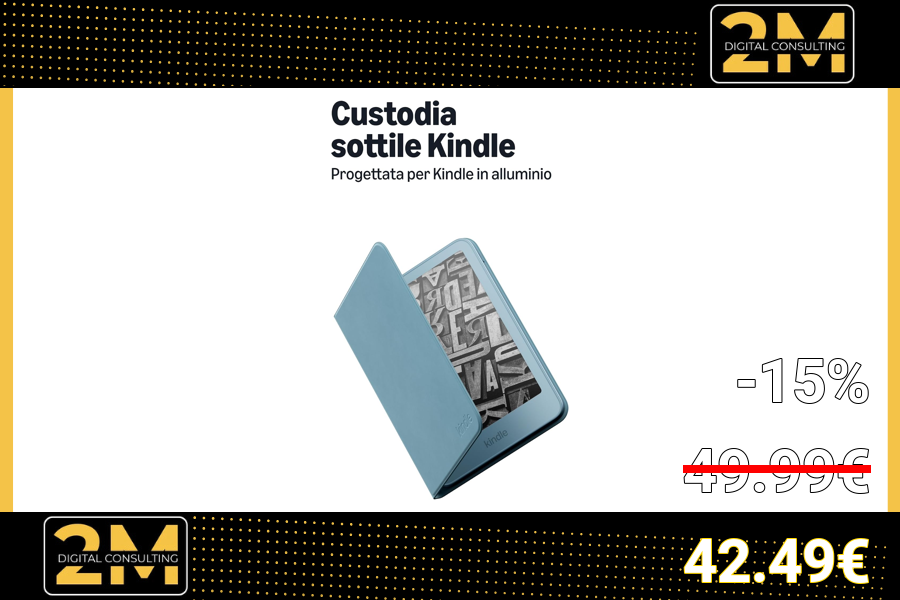 2M
DIGITAL CONSULTING
Custodia
sottile Kindle
Progettata per Kindle in alluminio
kindle
-15%
49.99€
2M
DIGITAL CONSULTING
42.49€